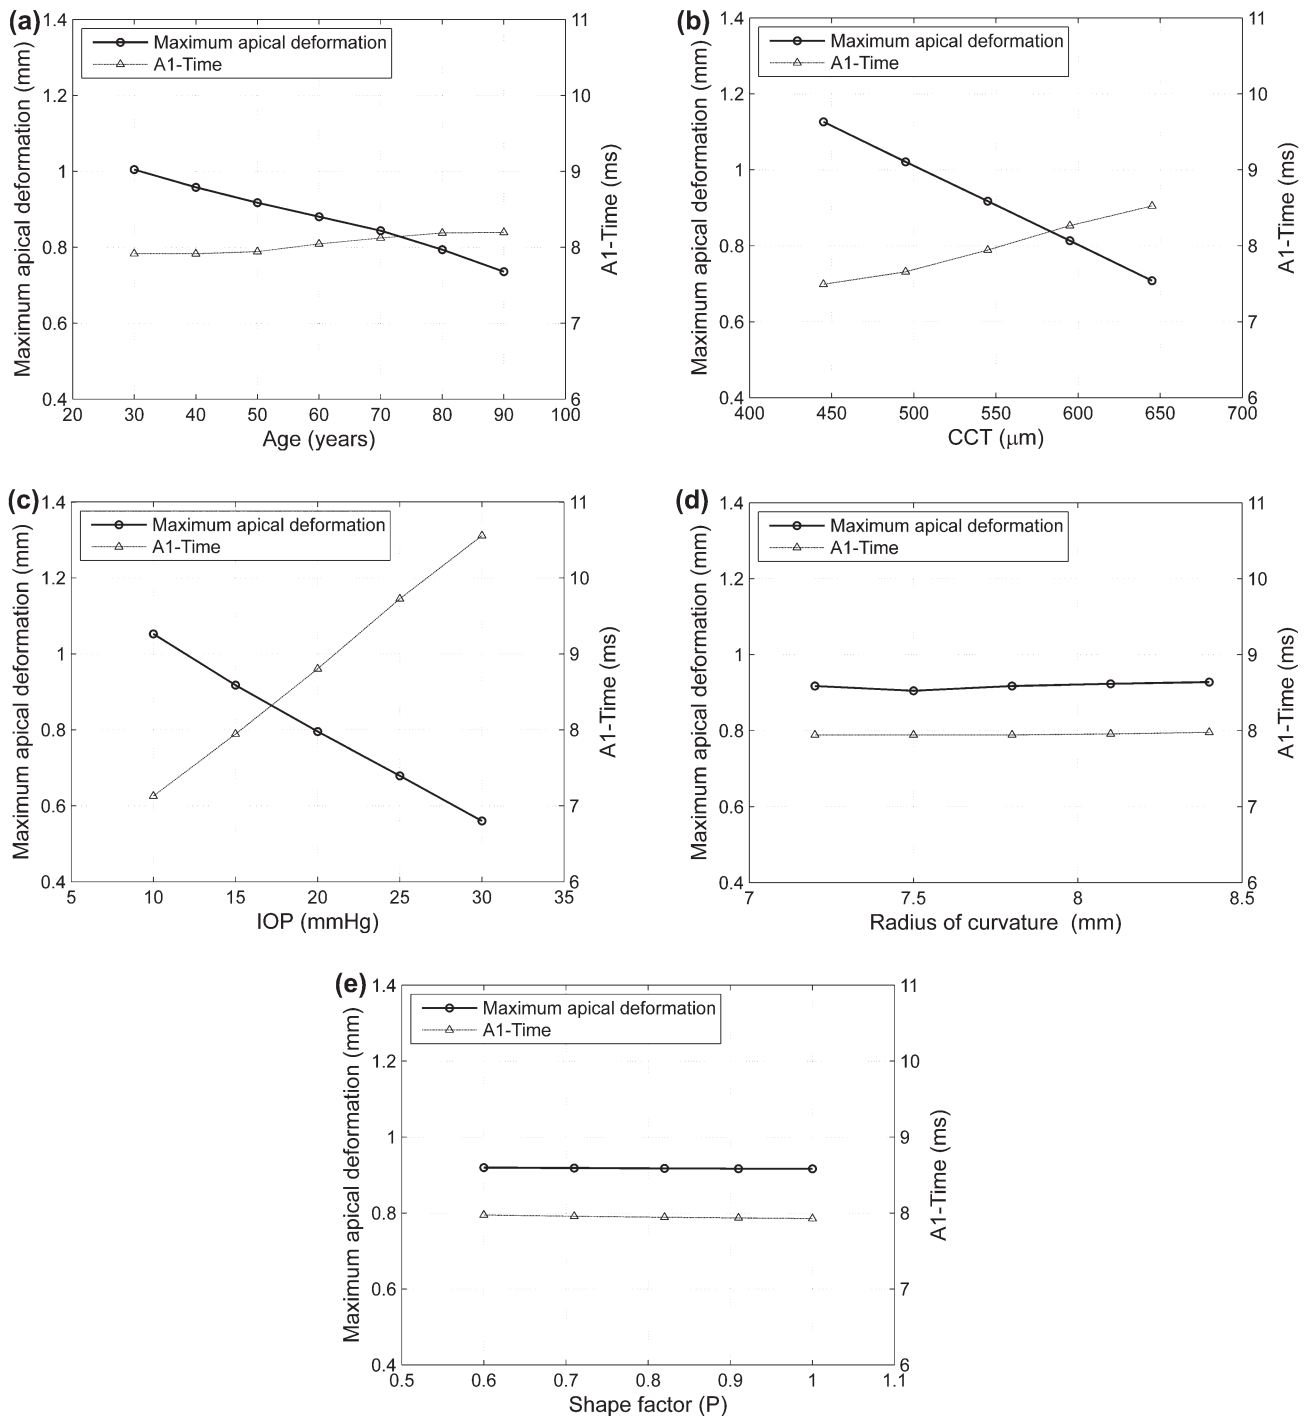 (a)
Maximum apical deformation (mm)
1.4
1.2
1
0.8
0.6
0.4
Maximum apical deformation
A1-Time
11
10
9
8
7
6
A1-Time (ms)
20 30 40 50 60 70 80 90 100
Age (years)
(b)
Maximum apical deformation (mm)
1.4
1.2
1
0.8
0.6
0.4
Maximum apical deformation
A1-Time
11
10
9
8
7
6
A1-Time (ms)
400 450 500 550 600 650 700
CCT (μm)
(c)
Maximum apical deformation (mm)
1.4
1.2
1
0.8
0.6
0.4
Maximum apical deformation
A1-Time
11
10
9
8
7
6
A1-Time (ms)
5 10 15 20 25 30 35
IOP (mmHg)
(d)
Maximum apical deformation (mm)
1.4
1.2
1
0.8
0.6
0.4
Maximum apical deformation
A1-Time
11
10
9
8
7
6
A1-Time (ms)
7 7.5 8 8.5
Radius of curvature (mm)
(e)
Maximum apical deformation (mm)
1.4
1.2
1
0.8
0.6
0.4
Maximum apical deformation
A1-Time
11
10
9
8
7
6
A1-Time (ms)
0.5 0.6 0.7 0.8 0.9 1 1.1
Shape factor (P)